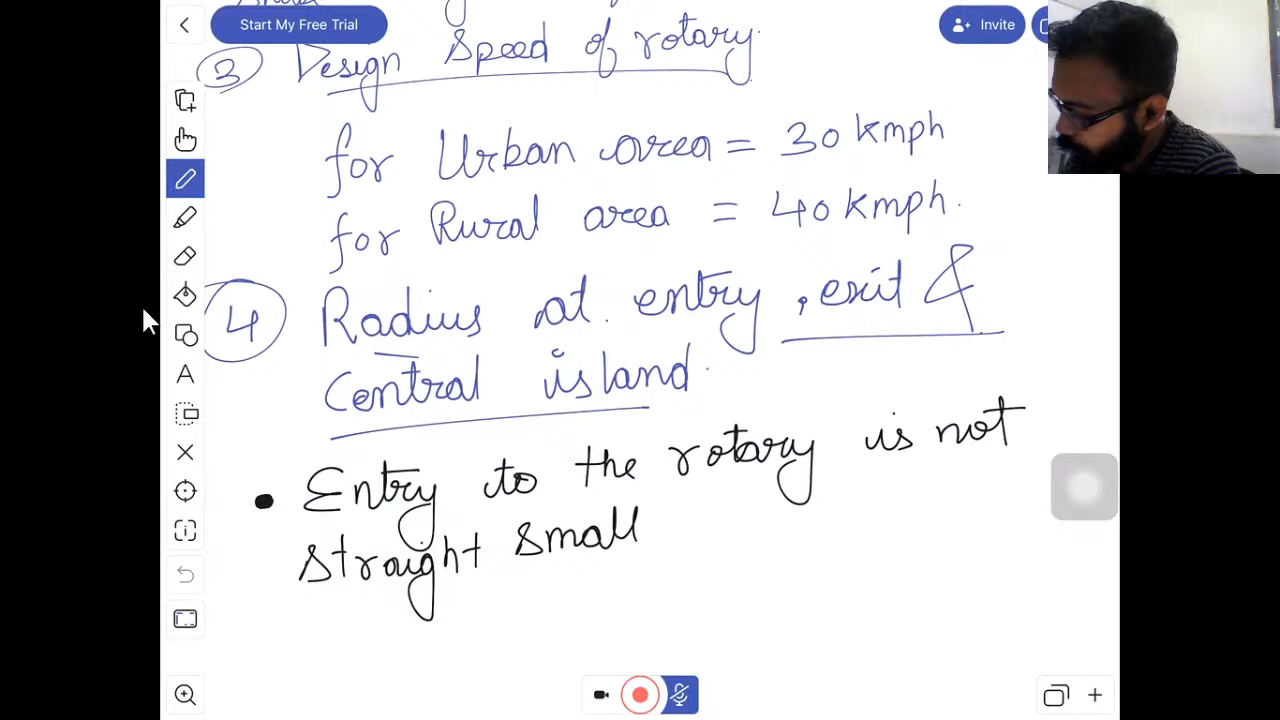 Start My Free Trial
Invite
3 Design Speed of rotary
for Urban area = 30 kmph
for Rural area = 40 kmph.
4 Radius at entry, exit &
Central island.
• Entry to the rotary is not
straight small